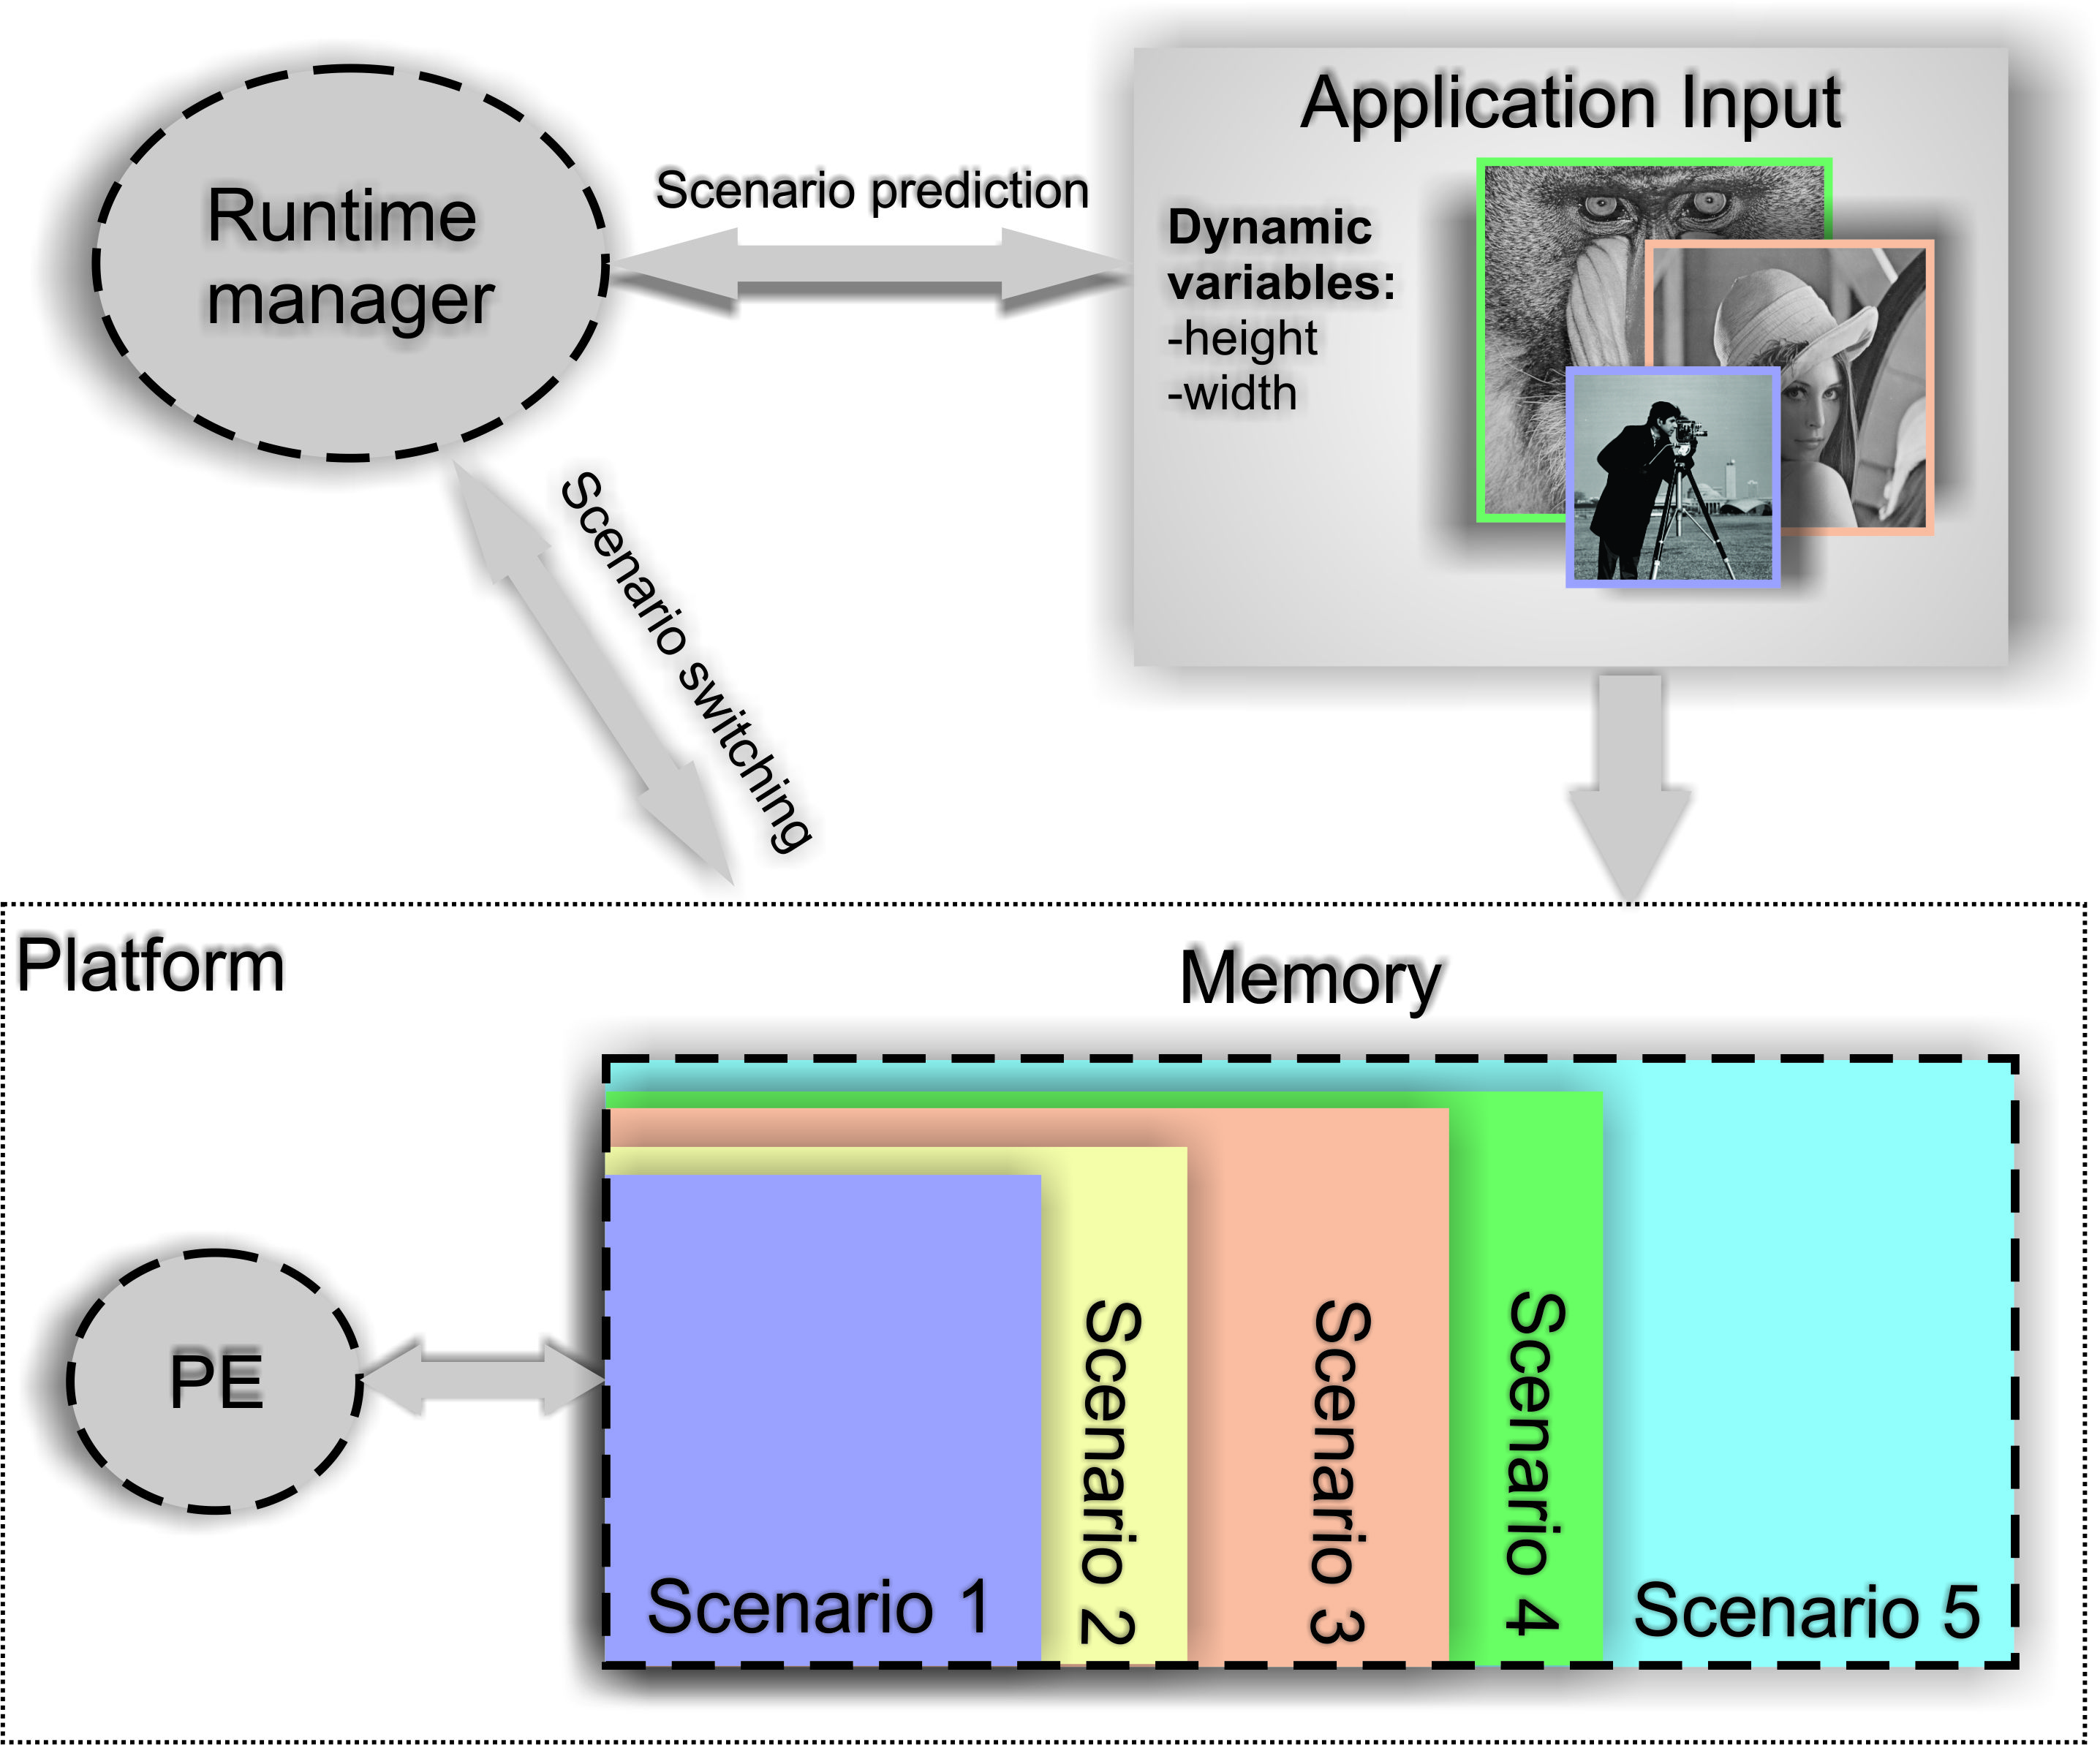 Runtime
manager
Scenario prediction
Application Input
Dynamic
variables:
-height
-width
Scenario switching
Platform
Memory
PE
Scenario 1
Scenario 2
Scenario 3
Scenario 4
Scenario 5